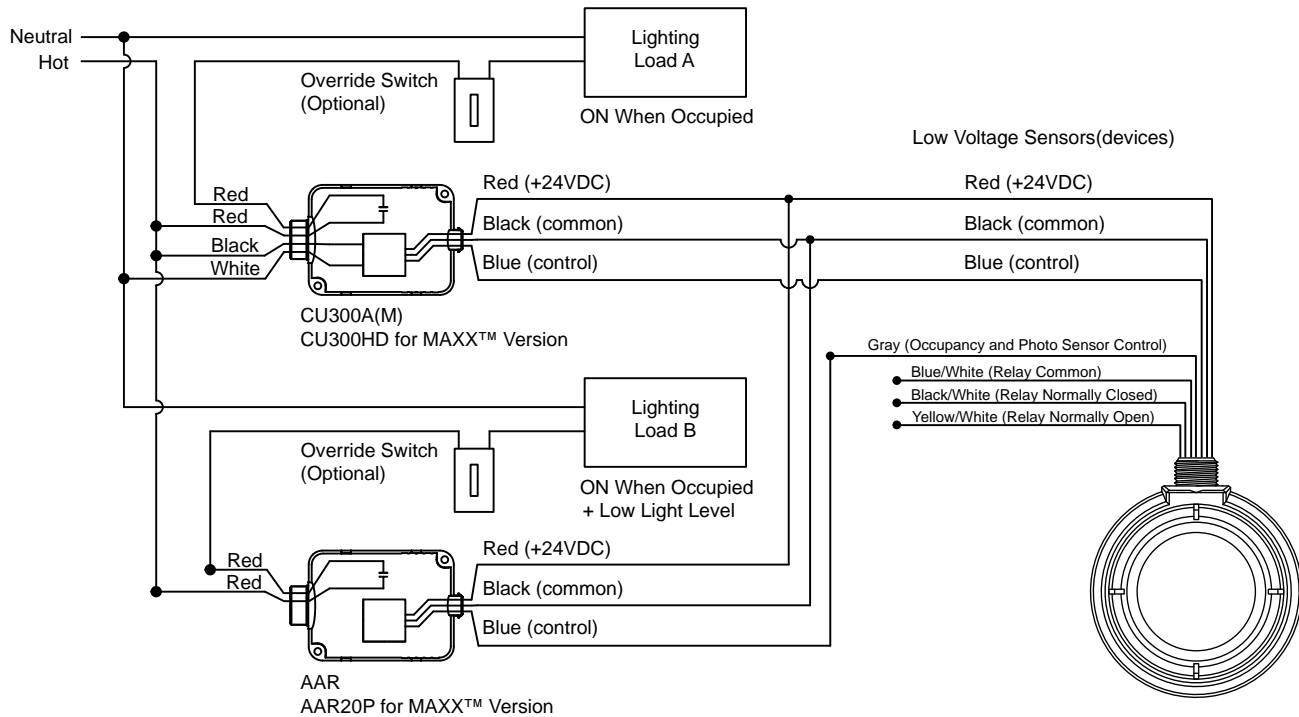 Neutral
Hot
Override Switch
(Optional)
Lighting
Load A
ON When Occupied
Low Voltage Sensors(devices)
Red
Red
Black
White
Red (+24VDC)
Black (common)
Blue (control)
Red (+24VDC)
Black (common)
Blue (control)
CU300A(M)
CU300HD for MAXX™ Version
Gray (Occupancy and Photo Sensor Control)
Blue/White (Relay Common)
Black/White (Relay Normally Closed)
Yellow/White (Relay Normally Open)
Override Switch
(Optional)
Lighting
Load B
ON When Occupied
+ Low Light Level
Red
Red
Red (+24VDC)
Black (common)
Blue (control)
AAR
AAR20P for MAXX™ Version